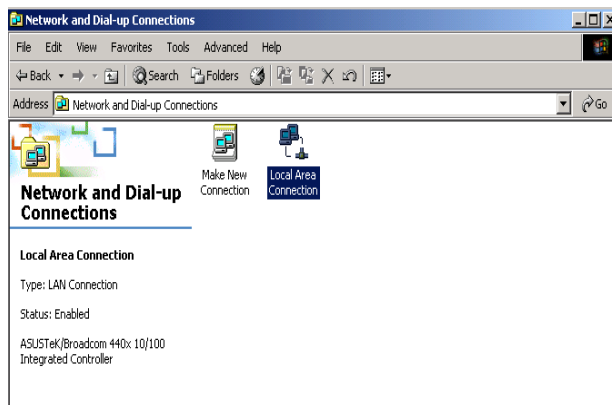 Network and Dial-up Connections
File Edit View Favorites Tools Advanced Help
Back Search Folders
Address Network and Dial-up Connections Go
Make New
Connection
Local Area
Connection
Network and Dial-up
Connections
Local Area Connection
Type: LAN Connection
Status: Enabled
ASUSTeK/Broadcom 440x 10/100
Integrated Controller